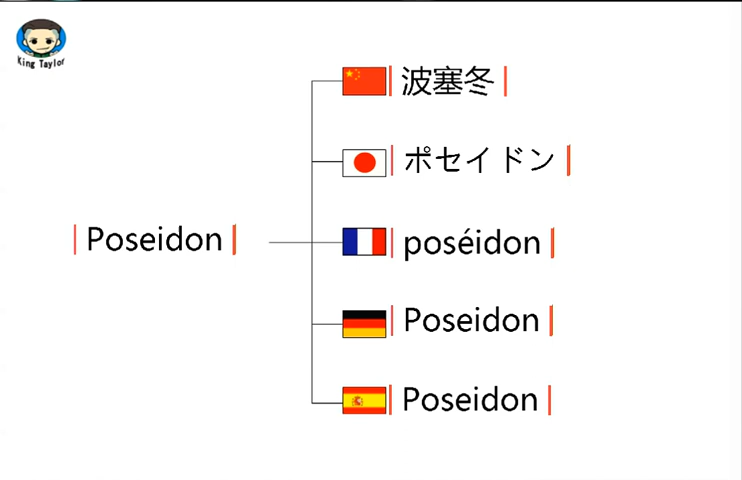 King Taylor
波塞冬
ポセイドン
Poseidon
poséidon
Poseidon
Poseidon